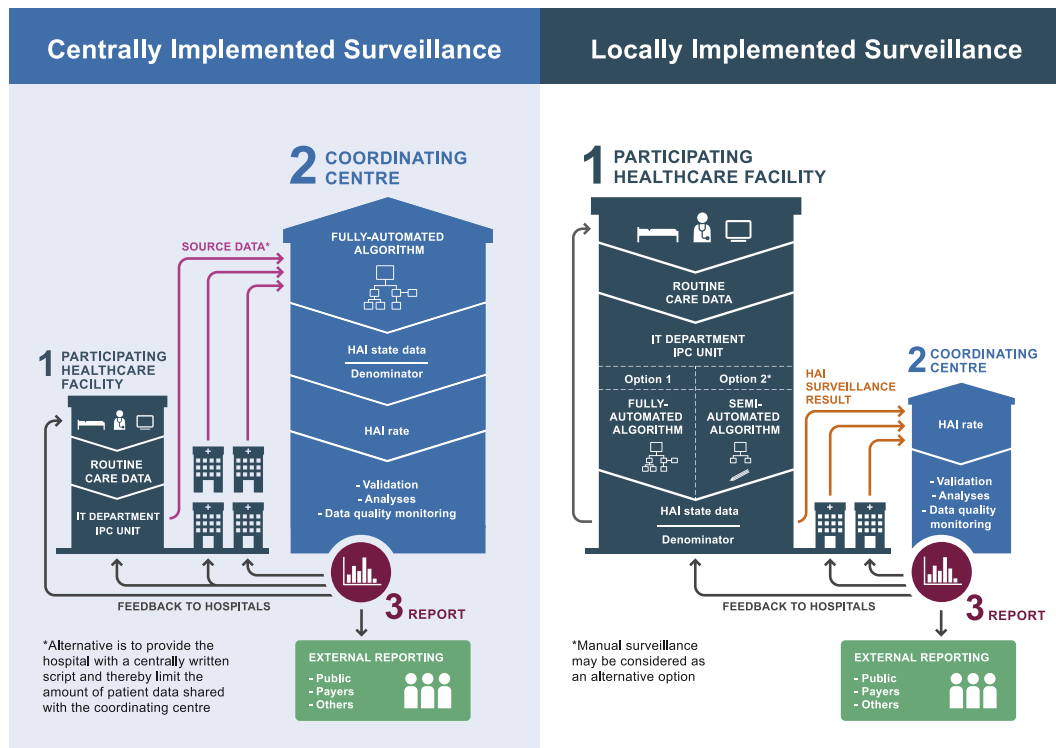 Centrally Implemented Surveillance
2 COORDINATING
CENTRE
SOURCE DATA*
FULLY-AUTOMATED
ALGORITHM
HAI state data
Denominator
HAI rate
- Validation
- Analyses
- Data quality monitoring
1 PARTICIPATING
HEALTHCARE
FACILITY
ROUTINE
CARE DATA
IT DEPARTMENT
IPC UNIT
FEEDBACK TO HOSPITALS
3 REPORT
*Alternative is to provide the
hospital with a centrally written
script and thereby limit the
amount of patient data shared
with the coordinating centre
EXTERNAL REPORTING
- Public
- Payers
- Others
Locally Implemented Surveillance
1 PARTICIPATING
HEALTHCARE FACILITY
ROUTINE
CARE DATA
IT DEPARTMENT
IPC UNIT
Option 1
Option 2*
FULLY-
AUTOMATED
ALGORITHM
SEMI-
AUTOMATED
ALGORITHM
HAI state data
Denominator
HAI
SURVEILLANCE
RESULT
2 COORDINATING
CENTRE
HAI rate
- Validation
- Analyses
- Data quality
monitoring
FEEDBACK TO HOSPITALS
3 REPORT
*Manual surveillance
may be considered as
an alternative option
EXTERNAL REPORTING
- Public
- Payers
- Others